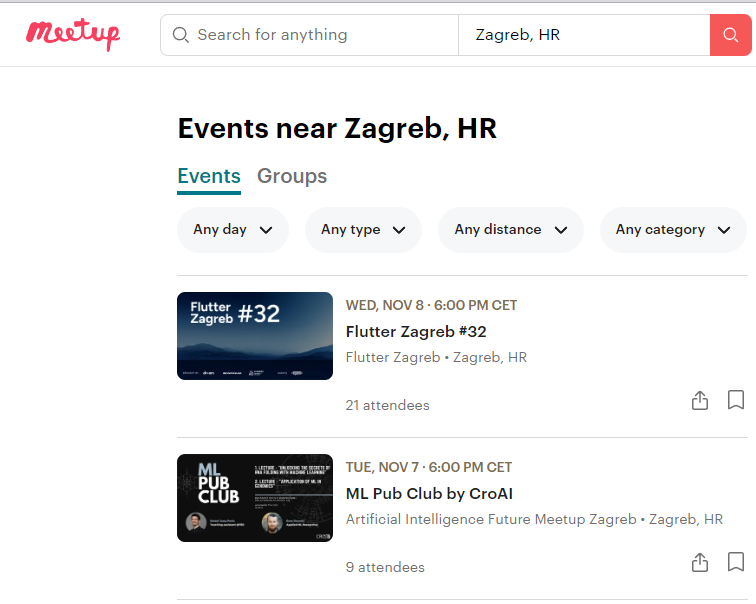 meetup
Search for anything
Zagreb, HR
Events near Zagreb, HR
Events
Groups
Any day
Any type
Any distance
Any category
Flutter
Zagreb #32
WED, NOV 8 · 6:00 PM CET
Flutter Zagreb #32
Flutter Zagreb • Zagreb, HR
21 attendees
ML
PUB
CLUB
1. LECTURE - "UNLOCKING THE SECRETS OF
RNA FOLDING WITH MACHINE LEARNING"
2. LECTURE - "APPLICATION OF ML IN
GENOMICS"
TUE, NOV 7 · 6:00 PM CET
ML Pub Club by CroAI
Artificial Intelligence Future Meetup Zagreb • Zagreb, HR
9 attendees